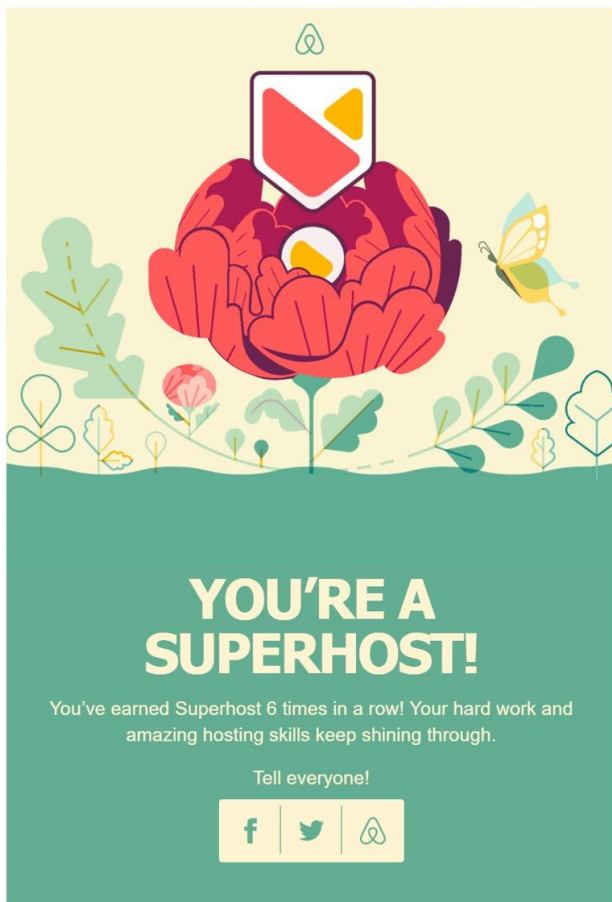 YOU’RE A
SUPERHOST!
You’ve earned Superhost 6 times in a row! Your hard work and
amazing hosting skills keep shining through.
Tell everyone!